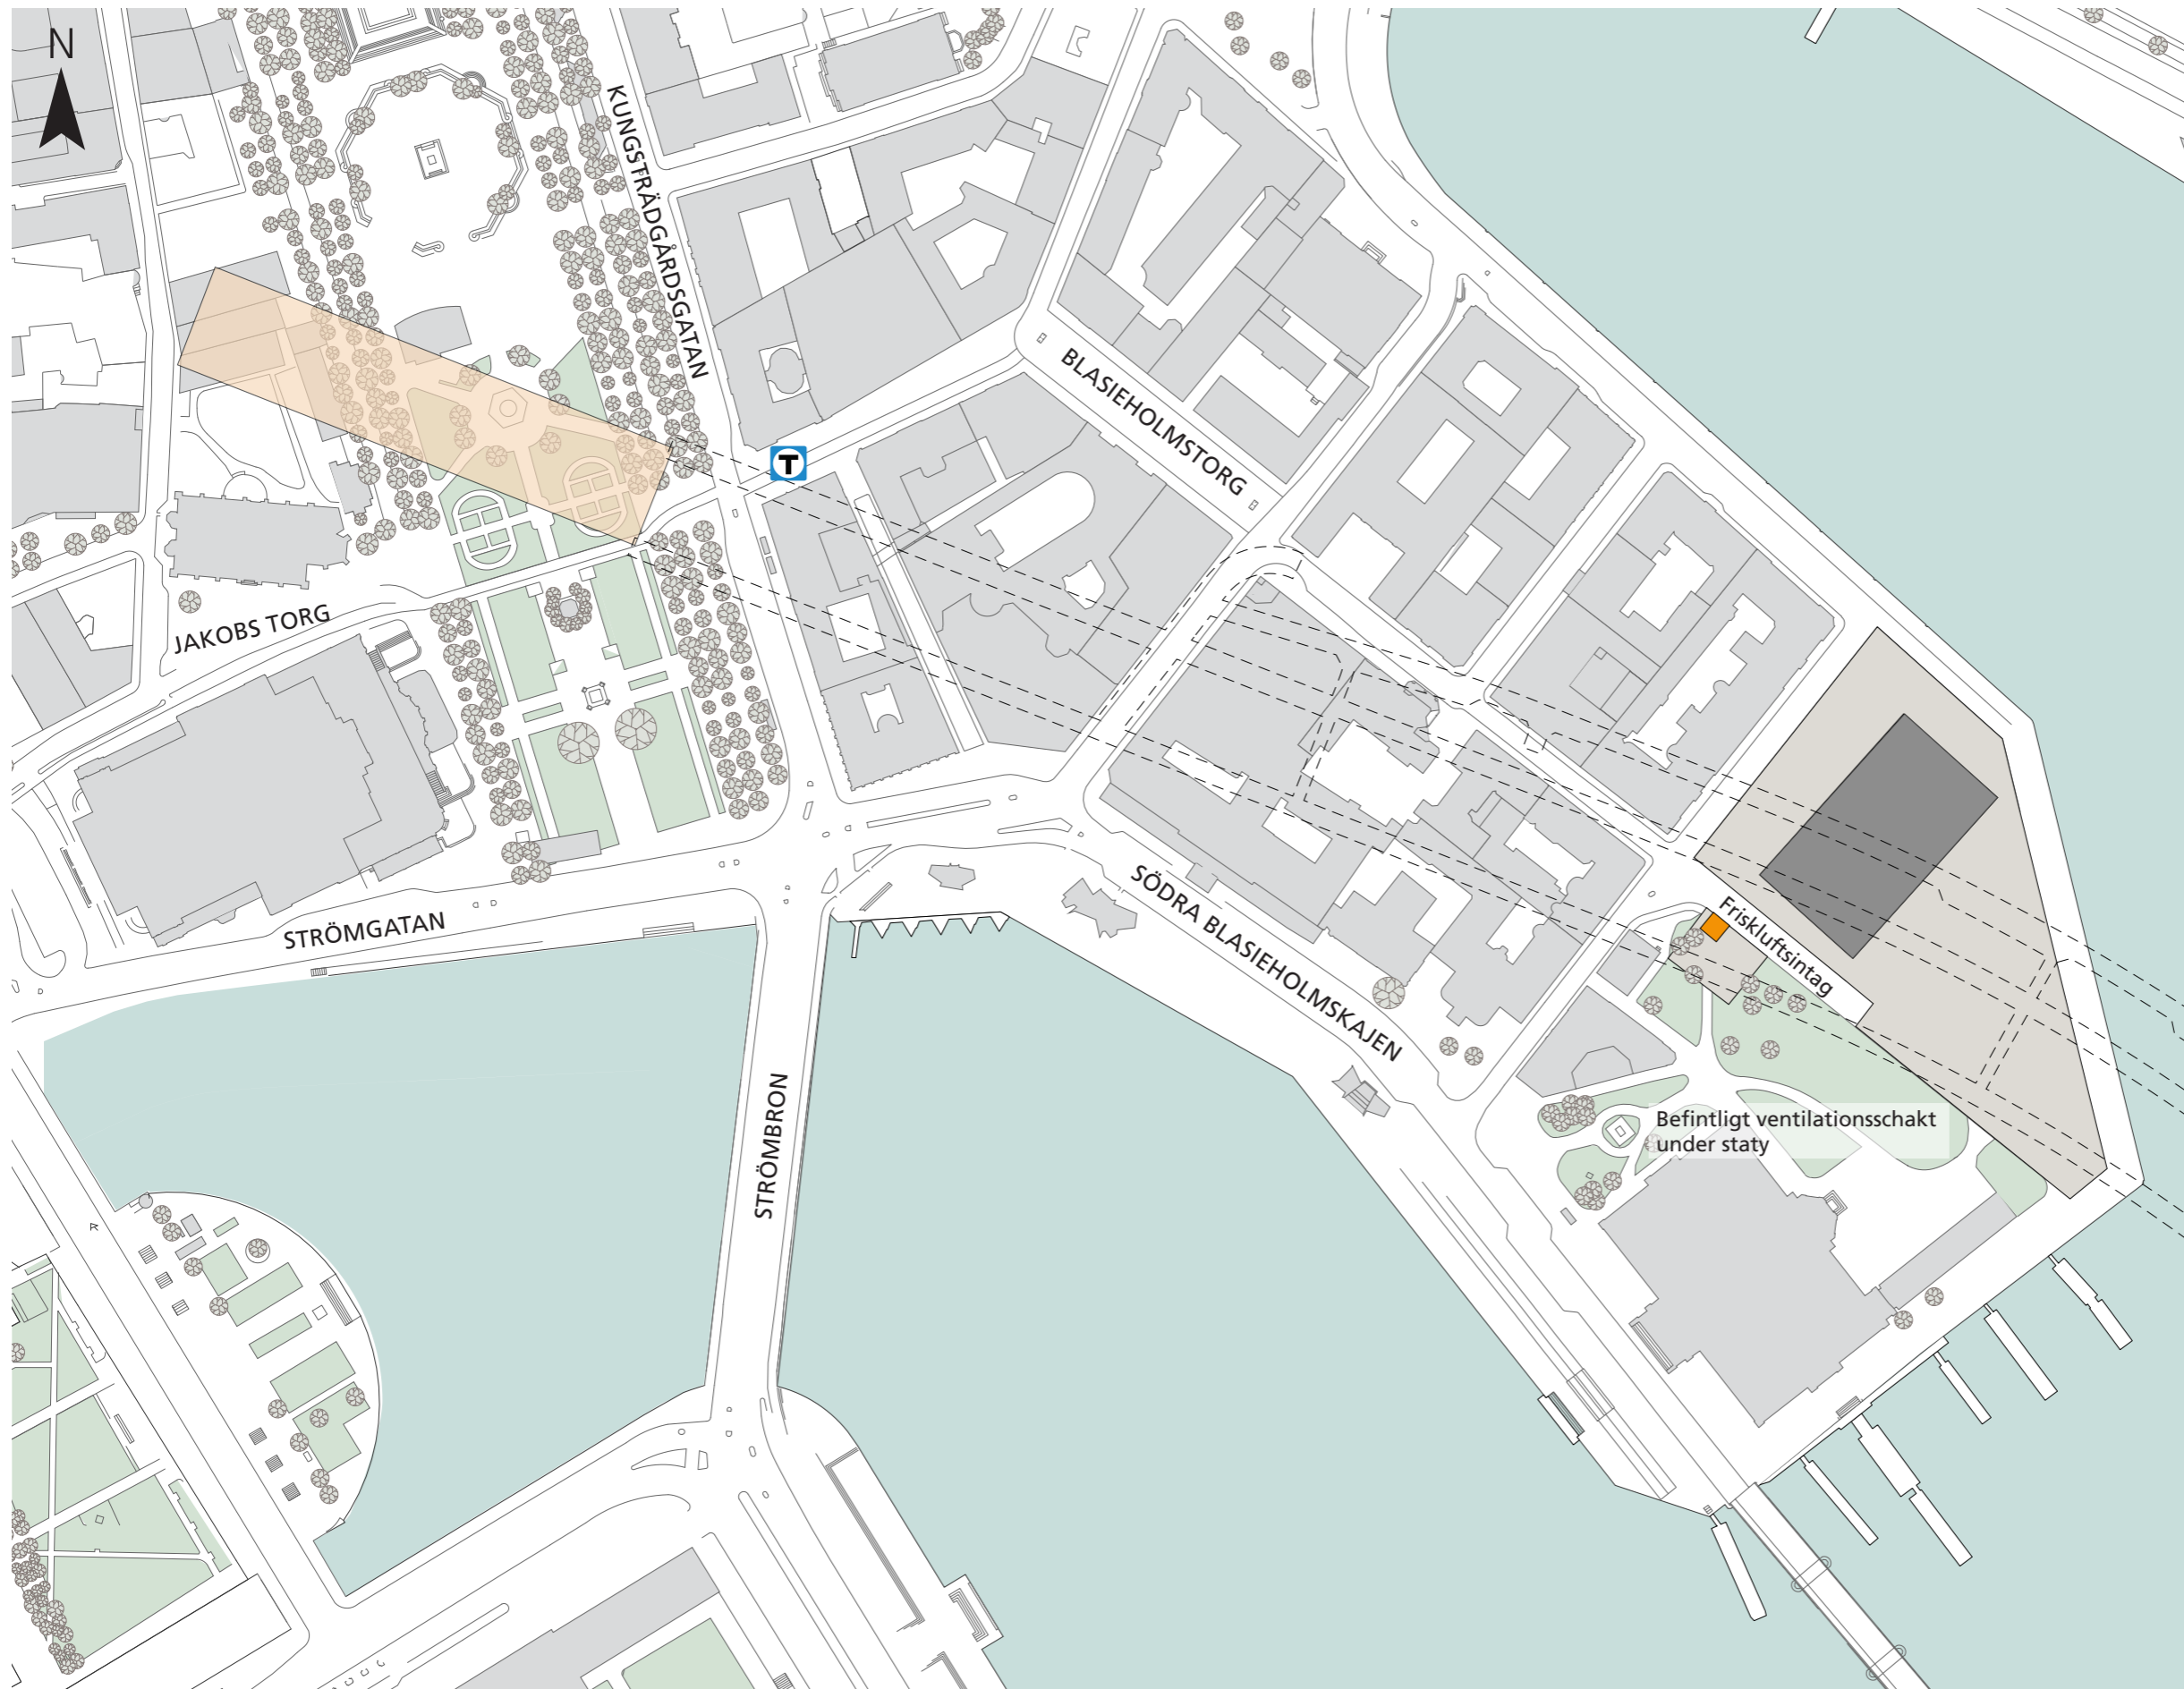 N
KUNGSTRÄDGÅRDSGATAN
BLASIEHOLMSTORG
T
JAKOBS TORG
STRÖMGATAN
SÖDRA BLASIEHOLMSKAJEN
Friskluftsintag
STRÖMBRON
Befintligt ventilationsschakt
under staty